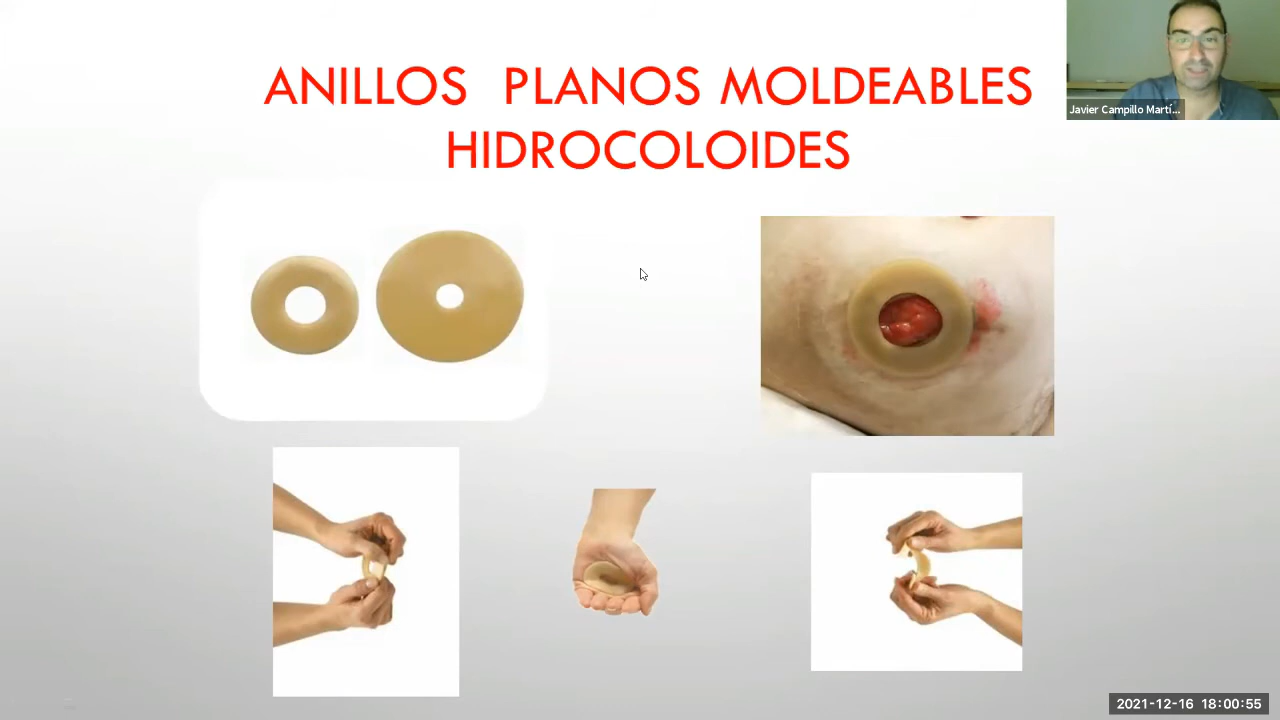 ANILLOS PLANOS MOLDEABLES
HIDROCOLOIDES
Javier Campillo Martí...
2021-12-16 18:00:55